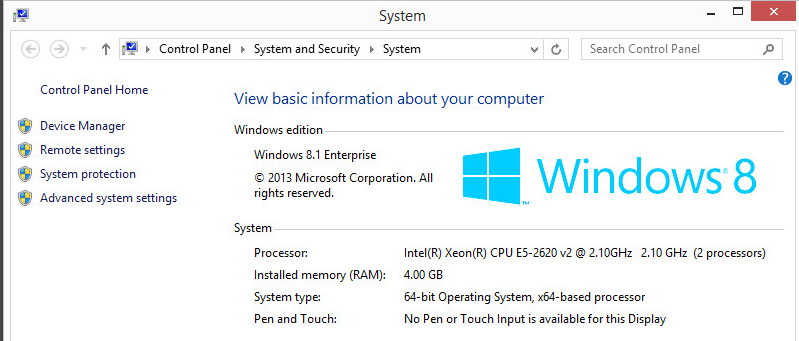 System
Control Panel System and Security System
Search Control Panel
Control Panel Home
Device Manager
Remote settings
System protection
Advanced system settings
View basic information about your computer
Windows edition
Windows 8.1 Enterprise
© 2013 Microsoft Corporation. All
rights reserved.
Windows® 8
System
Processor: Intel(R) Xeon(R) CPU E5-2620 v2 @ 2.10GHz 2.10 GHz (2 processors)
Installed memory (RAM): 4.00 GB
System type: 64-bit Operating System, x64-based processor
Pen and Touch: No Pen or Touch Input is available for this Display